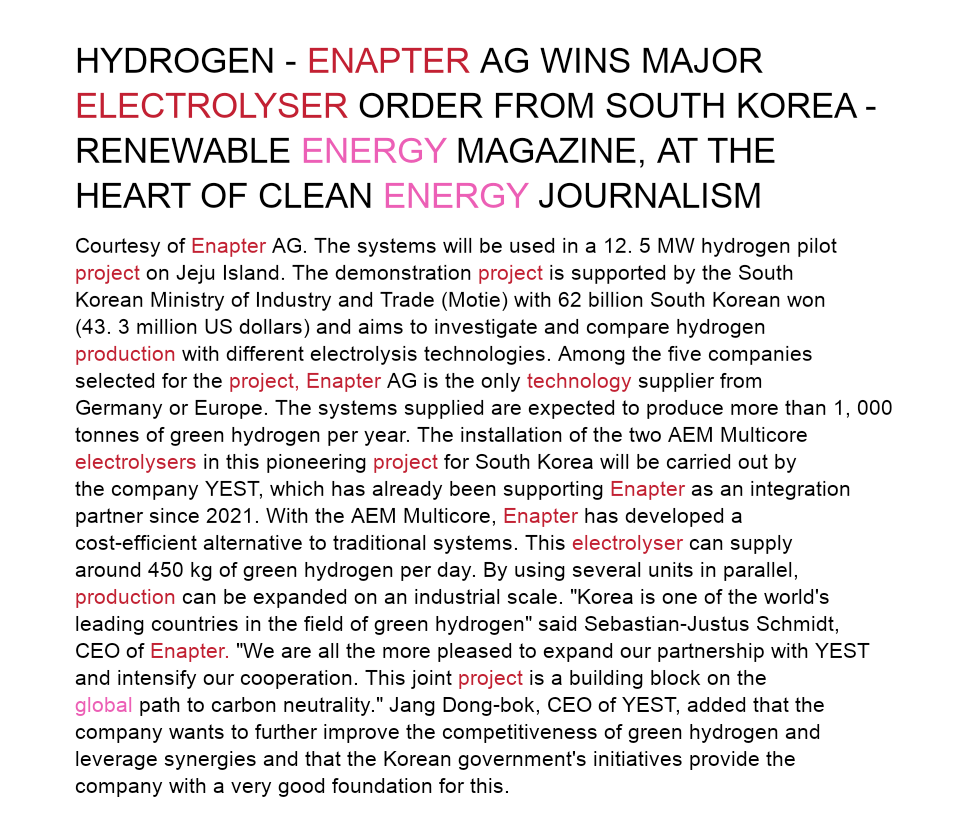 HYDROGEN - ENAPTER AG WINS MAJOR
ELECTROLYSER ORDER FROM SOUTH KOREA -
RENEWABLE ENERGY MAGAZINE, AT THE
HEART OF CLEAN ENERGY JOURNALISM
Courtesy of Enapter AG. The systems will be used in a 12. 5 MW hydrogen pilot
project on Jeju Island. The demonstration project is supported by the South
Korean Ministry of Industry and Trade (Motie) with 62 billion South Korean won
(43. 3 million US dollars) and aims to investigate and compare hydrogen
production with different electrolysis technologies. Among the five companies
selected for the project, Enapter AG is the only technology supplier from
Germany or Europe. The systems supplied are expected to produce more than 1, 000
tonnes of green hydrogen per year. The installation of the two AEM Multicore
electrolysers in this pioneering project for South Korea will be carried out by
the company YEST, which has already been supporting Enapter as an integration
partner since 2021. With the AEM Multicore, Enapter has developed a
cost-efficient alternative to traditional systems. This electrolyser can supply
around 450 kg of green hydrogen per day. By using several units in parallel,
production can be expanded on an industrial scale. "Korea is one of the world's
leading countries in the field of green hydrogen" said Sebastian-Justus Schmidt,
CEO of Enapter. "We are all the more pleased to expand our partnership with YEST
and intensify our cooperation. This joint project is a building block on the
global path to carbon neutrality." Jang Dong-bok, CEO of YEST, added that the
company wants to further improve the competitiveness of green hydrogen and
leverage synergies and that the Korean government's initiatives provide the
company with a very good foundation for this.